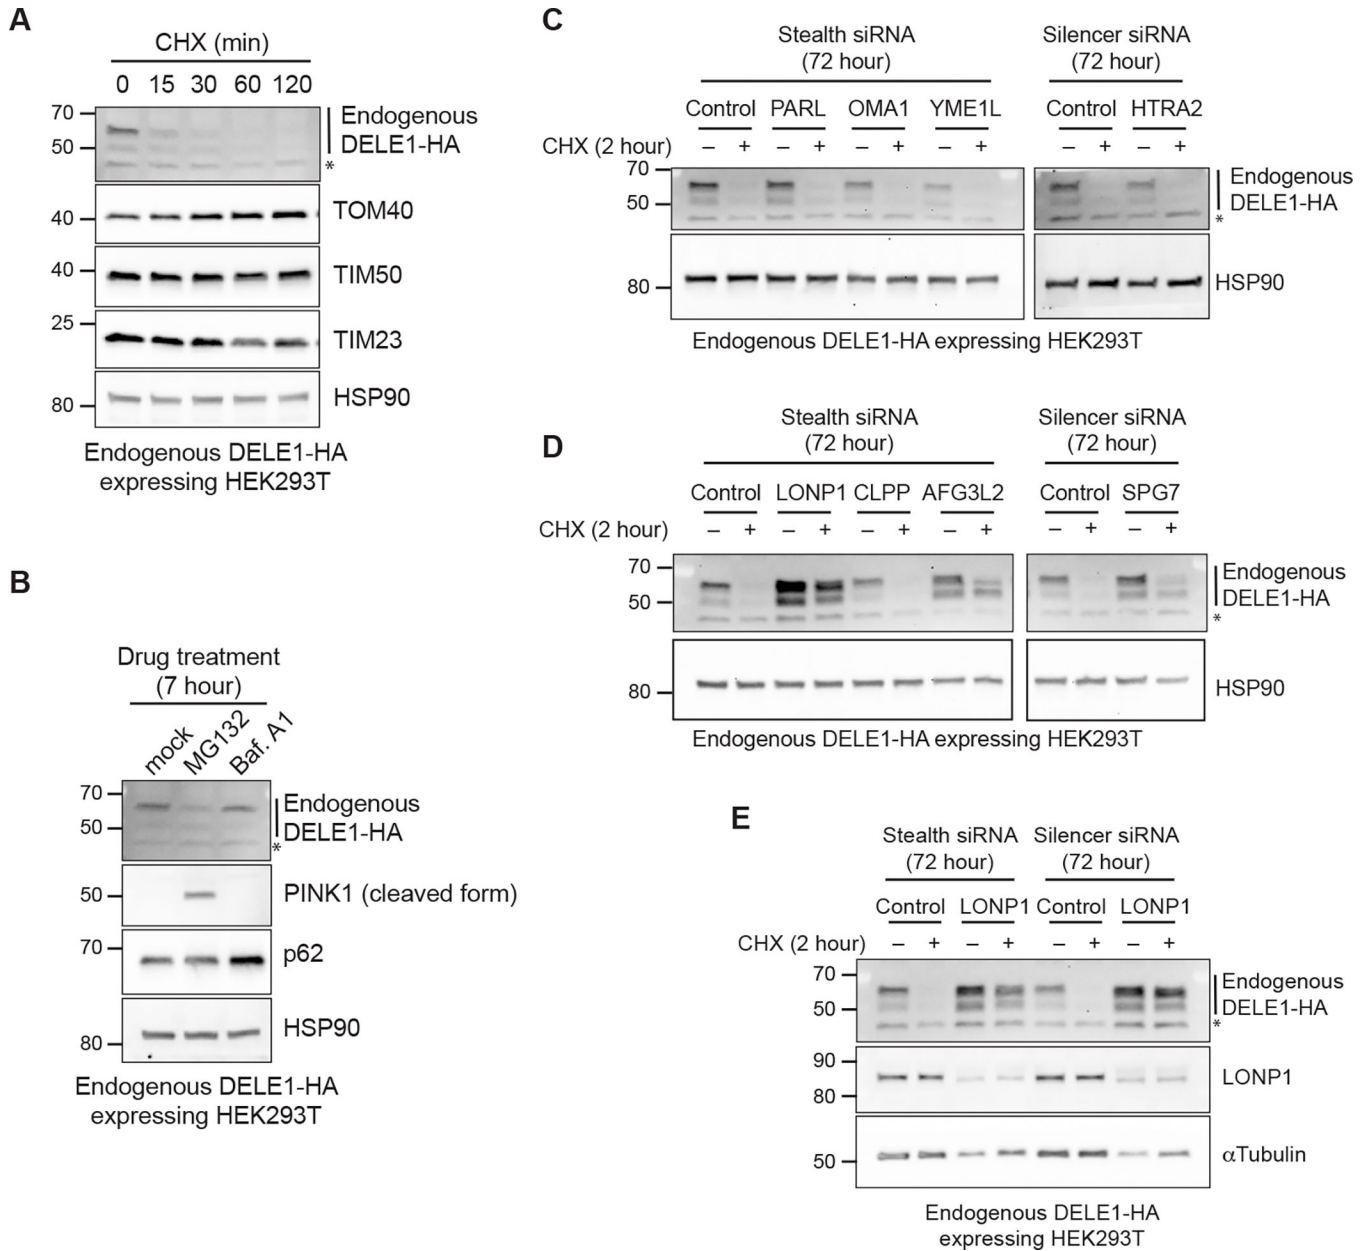 A
CHX (min)
0 15 30 60 120
70
50
Endogenous
DELE1-HA
*
40
TOM40
40
TIM50
25
TIM23
80
HSP90
Endogenous DELE1-HA
expressing HEK293T
B
Drug treatment
(7 hour)
mock
MG132
Baf. A1
70
50
Endogenous
DELE1-HA
*
50
PINK1 (cleaved form)
70
p62
80
HSP90
Endogenous DELE1-HA
expressing HEK293T
C
Stealth siRNA
(72 hour)
Silencer siRNA
(72 hour)
Control PARL OMA1 YME1L
Control HTRA2
CHX (2 hour) – + – + – + – +
– + – +
70
50
Endogenous
DELE1-HA
*
80
HSP90
Endogenous DELE1-HA expressing HEK293T
D
Stealth siRNA
(72 hour)
Silencer siRNA
(72 hour)
Control LONP1 CLPP AFG3L2
Control SPG7
CHX (2 hour) – + – + – + – +
– + – +
70
50
Endogenous
DELE1-HA
*
80
HSP90
Endogenous DELE1-HA expressing HEK293T
E
Stealth siRNA
(72 hour)
Silencer siRNA
(72 hour)
Control LONP1 Control LONP1
CHX (2 hour) – + – + – + – +
70
50
Endogenous
DELE1-HA
*
90
80
LONP1
50
αTubulin
Endogenous DELE1-HA
expressing HEK293T